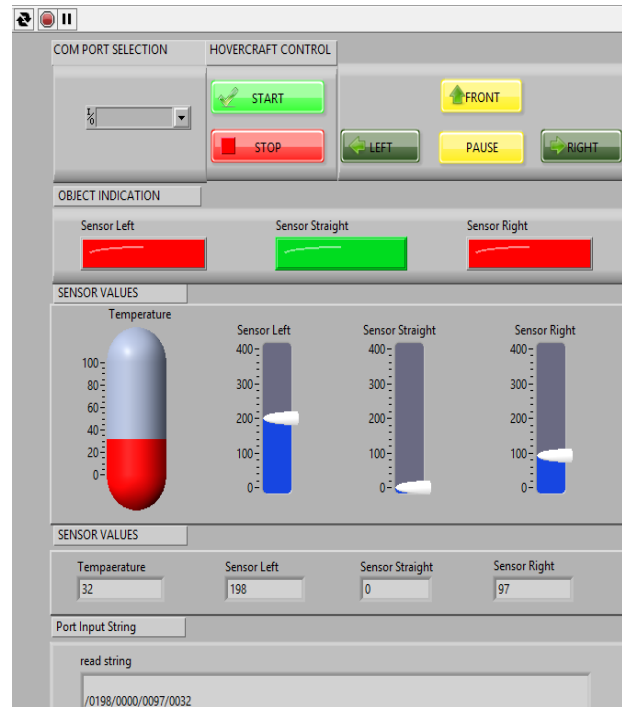 COM PORT SELECTION HOVERCRAFT CONTROL
I/O
START FRONT
STOP LEFT PAUSE RIGHT
OBJECT INDICATION
Sensor Left Sensor Straight Sensor Right
SENSOR VALUES
Temperature
Sensor Left Sensor Straight Sensor Right
400 400 400
100
80 300 300 300
60
200 200 200
40
20 100 100 100
0 0 0 0
SENSOR VALUES
Tempaerature Sensor Left Sensor Straight Sensor Right
32 198 0 97
Port Input String
read string
/0198/0000/0097/0032